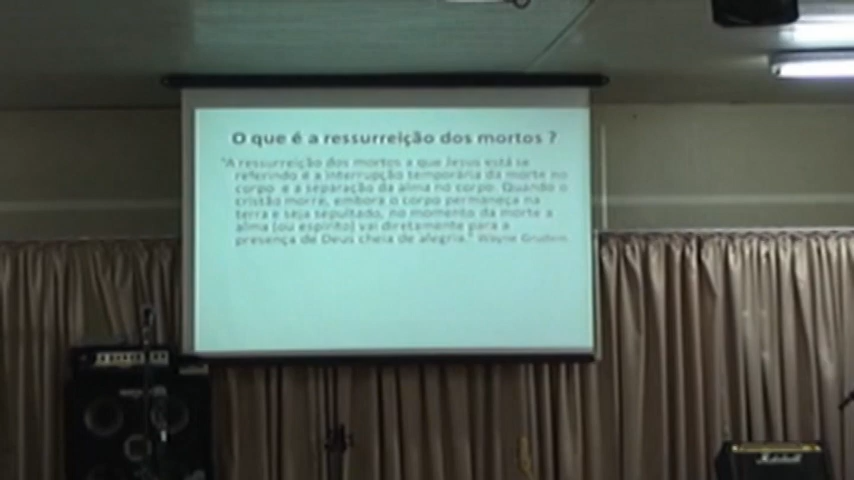 O que é a ressurreição dos mortos ?
"A ressurreição dos mortos a que Jesus está se
referindo é a interrupção temporária da morte no
corpo e a separação da alma no corpo. Quando o
cristão morre, embora o corpo permaneça na
terra e seja sepultado, no momento da morte a
alma (ou espírito) vai diretamente para a
presença de Deus cheia de alegria." Wayne Grudem
Marshall